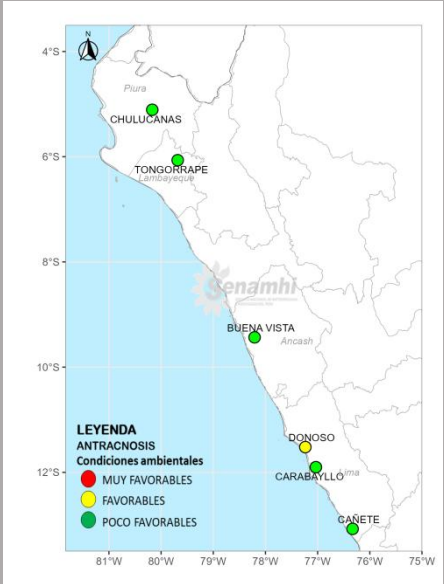 N
4°S
Piura
CHULUCANAS
6°S
TONGORRAPE
Lambayeque
8°S
Senamhi
BUENA VISTA
Ancash
10°S
LEYENDA
ANTRACNOSIS
Condiciones ambientales
MUY FAVORABLES
FAVORABLES
POCO FAVORABLES
DONOSO
12°S
Lima
CARABAYLLO
CAÑETE
81°W 80°W 79°W 78°W 77°W 76°W 75°W